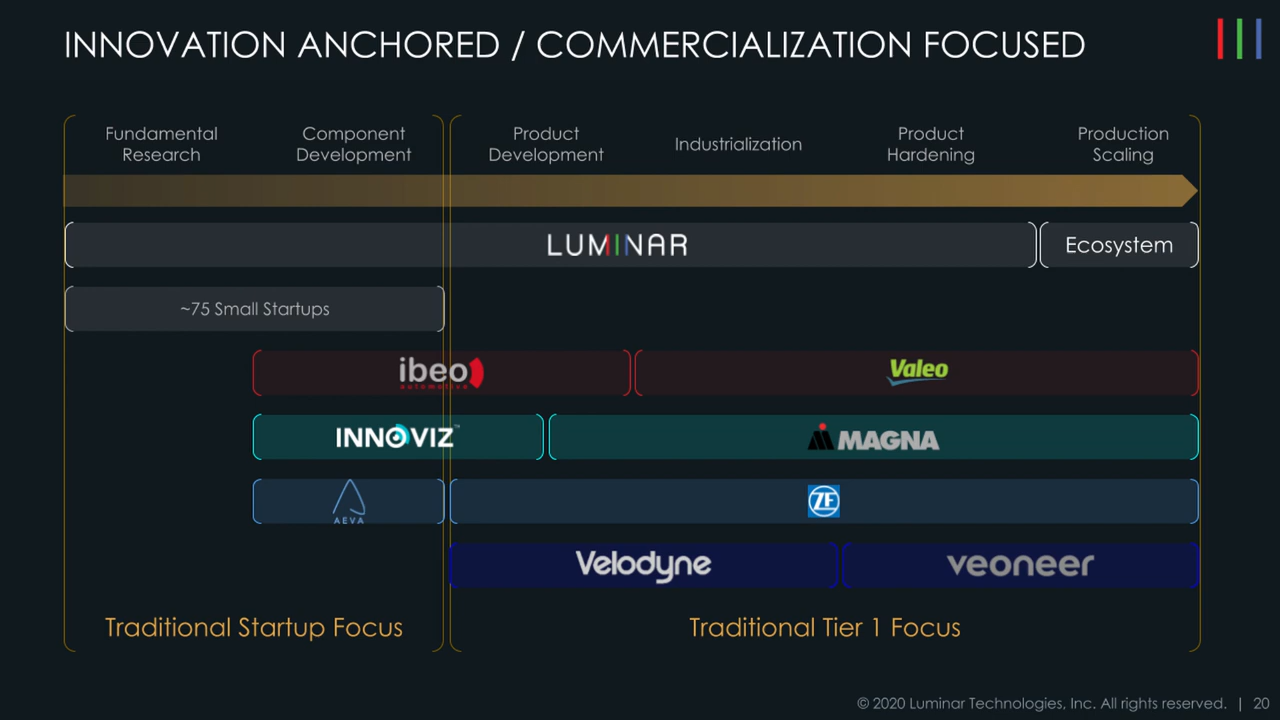 INNOVATION ANCHORED / COMMERCIALIZATION FOCUSED
Fundamental
Research
Component
Development
Product
Development
Industrialization
Product
Hardening
Production
Scaling
LUMINAR
Ecosystem
~75 Small Startups
ibeo
automotive
Valeo
INNOVIZ™
MAGNA
AEVA
ZF
Velodyne
veoneer
Traditional Startup Focus
Traditional Tier 1 Focus
© 2020 Luminar Technologies, Inc. All rights reserved. | 20